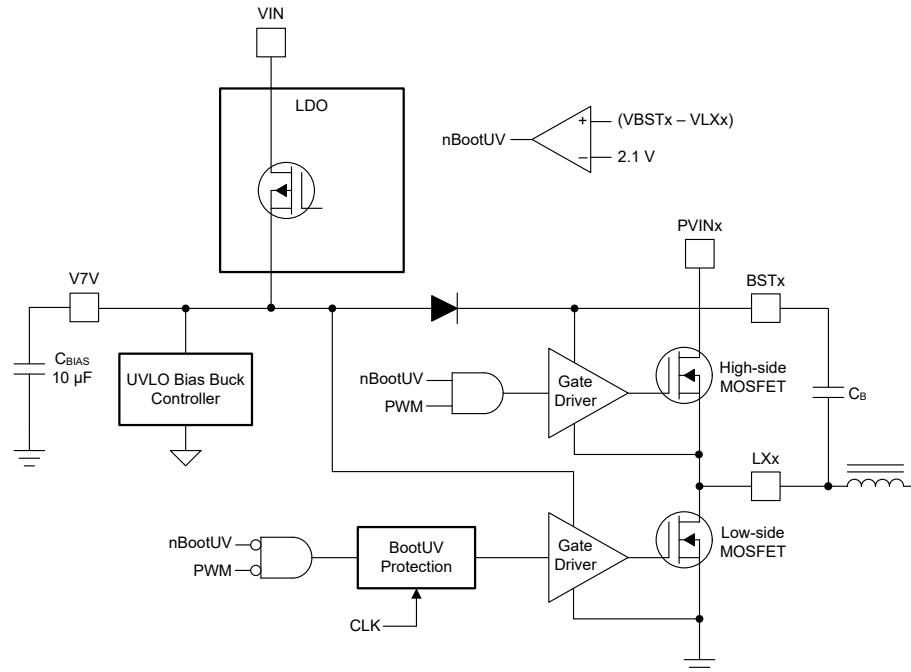 VIN
LDO
nBootUV
(VBSTx – VLXx)
2.1 V
+
−
PVINx
V7V
BSTx
CBIAS
10 µF
UVLO Bias Buck
Controller
nBootUV
PWM
Gate
Driver
High-side
MOSFET
CB
LXx
nBootUV
PWM
BootUV
Protection
Gate
Driver
Low-side
MOSFET
CLK